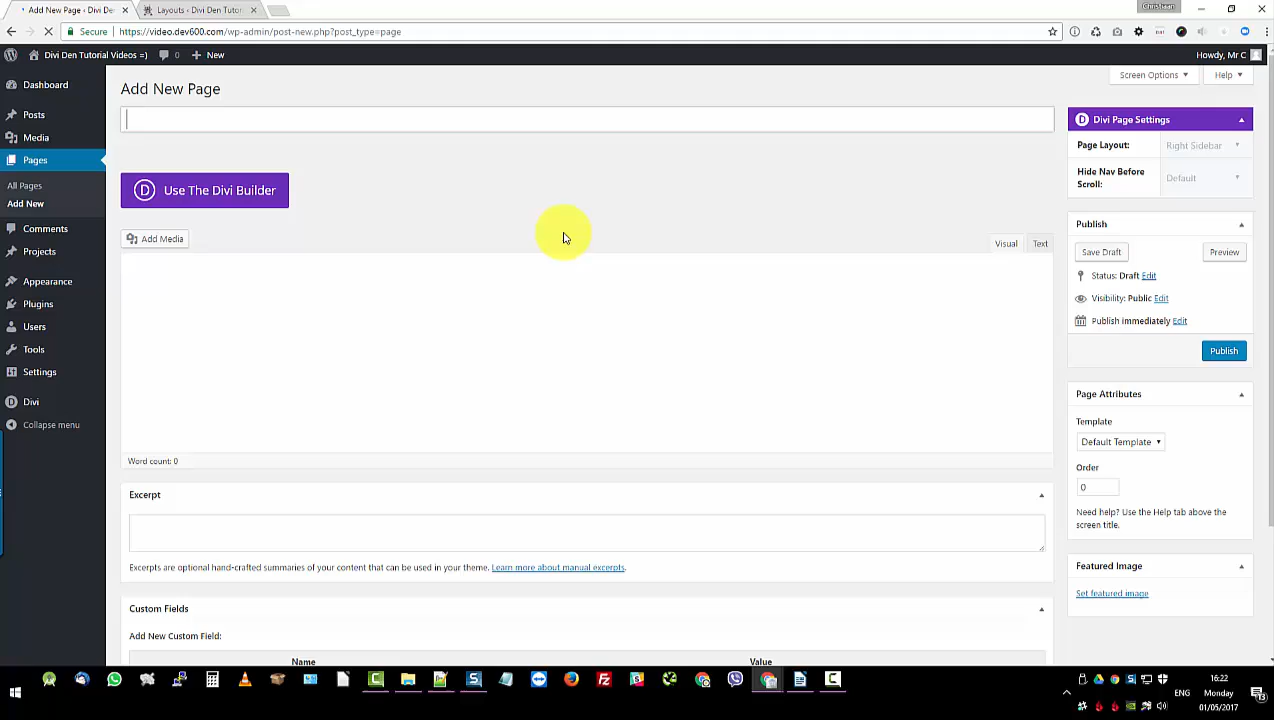 Christiaan
Add New Page ‹ Divi De
Layouts ‹ Divi Den Tutor
Secure
https://video.dev600.com/wp-admin/post-new.php?post_type=page
Divi Den Tutorial Videos =)
0
New
Howdy, Mr C
Dashboard
Posts
Media
Pages
All Pages
Add New
Comments
Projects
Appearance
Plugins
Users
Tools
Settings
Divi
Collapse menu
Screen Options
Help
Add New Page
D Use The Divi Builder
Add Media
Visual
Text
Word count: 0
Excerpt
Excerpts are optional hand-crafted summaries of your content that can be used in your theme. Learn more about manual excerpts.
Custom Fields
Add New Custom Field:
Name
Value
D Divi Page Settings
Page Layout:
Right Sidebar
Hide Nav Before
Scroll:
Default
Publish
Save Draft
Preview
Status: Draft Edit
Visibility: Public Edit
Publish immediately Edit
Publish
Page Attributes
Template
Default Template
Order
0
Need help? Use the Help tab above the
screen title.
Featured Image
Set featured image
ENG
16:22
Monday
01/05/2017